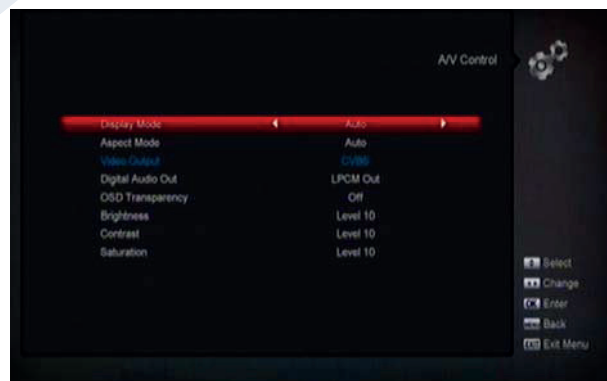 A/V Control
Display Mode Auto
Aspect Mode Auto
Video Output CVBS
Digital Audio Out LPCM Out
OSD Transparency Off
Brightness Level 10
Contrast Level 10
Saturation Level 10
Select
Change
OK Enter
Back
EXIT Exit Menu